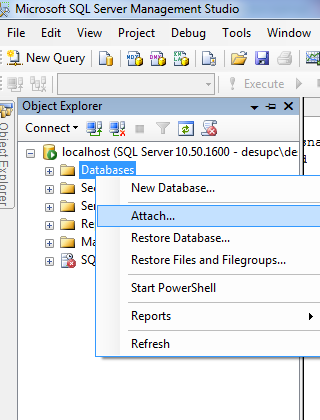 Microsoft SQL Server Management Studio
File Edit View Project Debug Tools Window
New Query
Execute
Object Explorer
Object Explorer
Connect
localhost (SQL Server 10.50.1600 - desupc\de
Databases
New Database...
Attach...
Restore Database...
Restore Files and Filegroups...
Start PowerShell
Reports
Refresh
Se
Se
Re
Ma
SQ